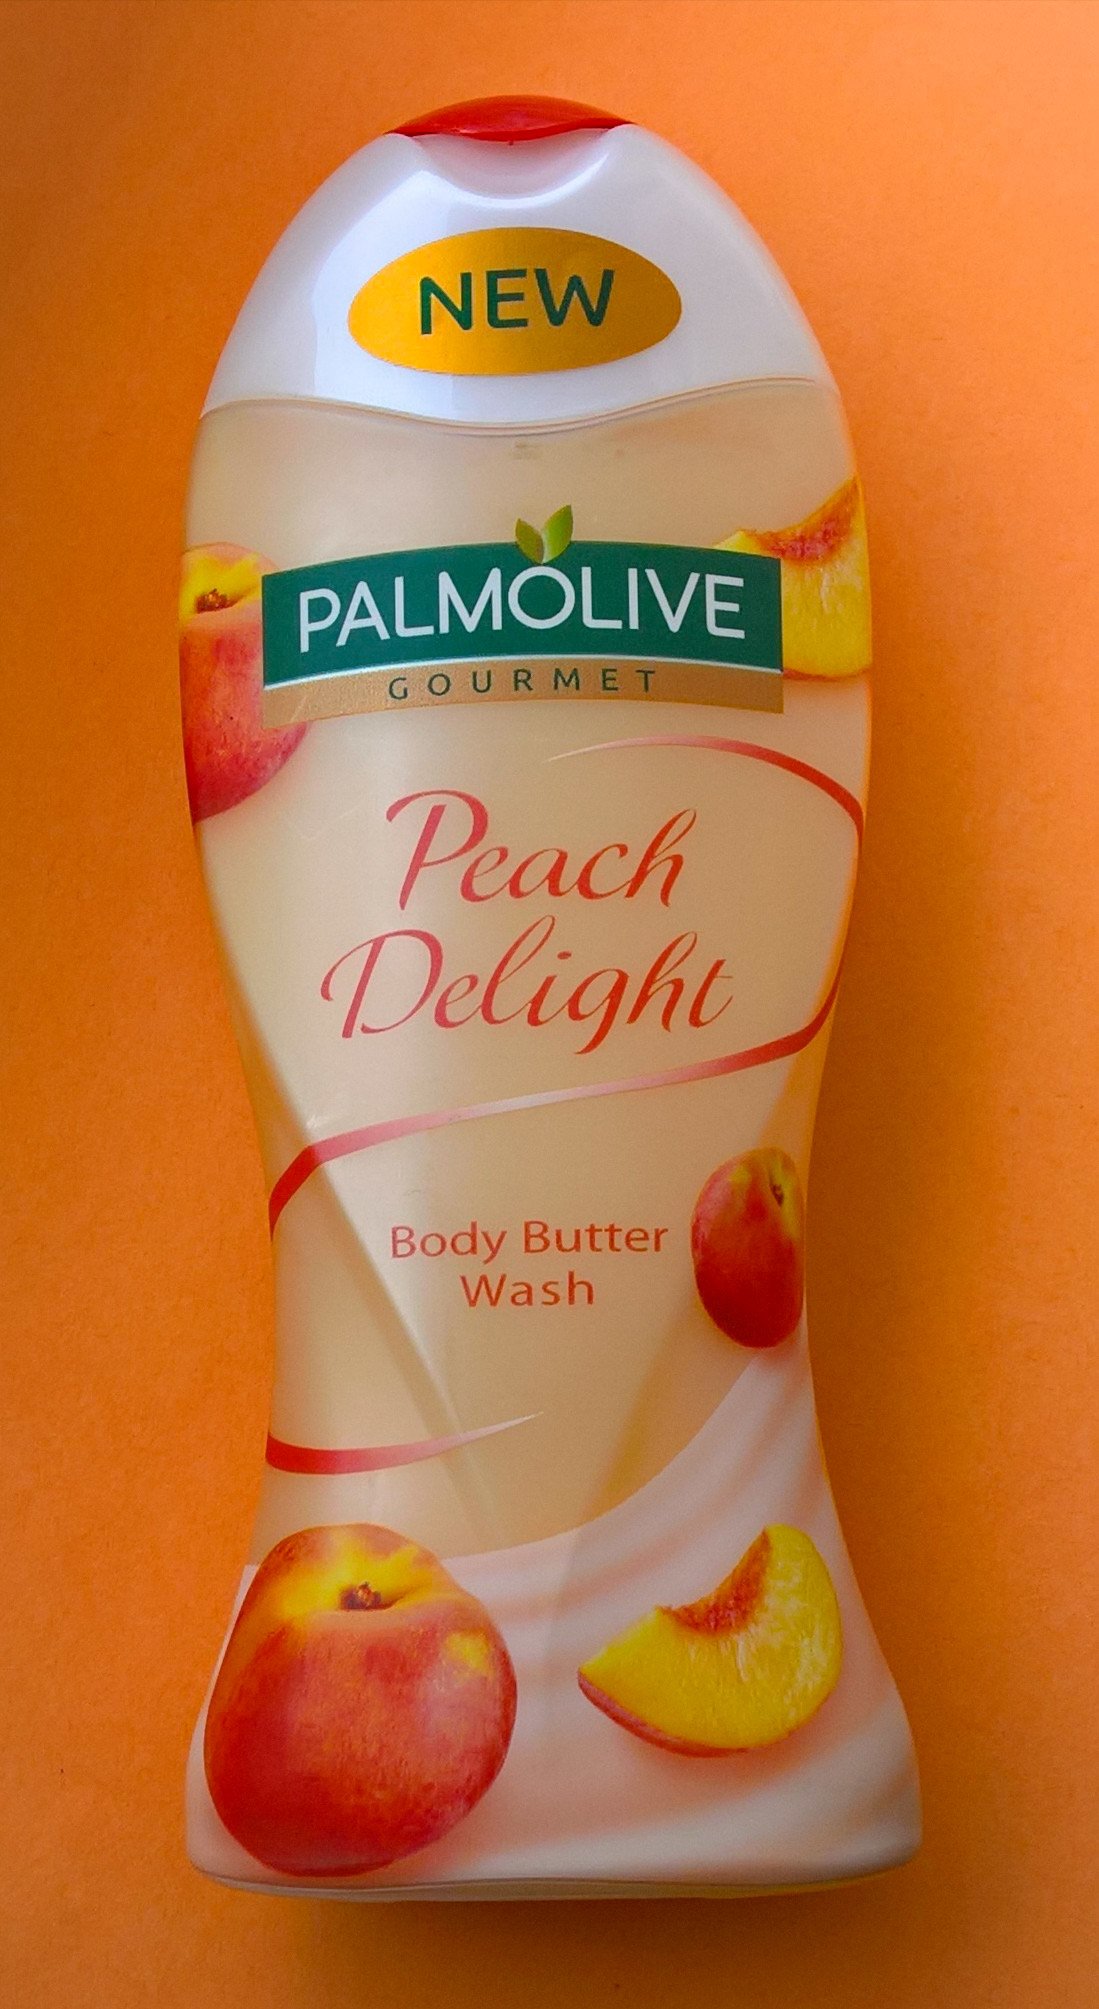 NEW
PALMOLIVE
GOURMET
Peach
Delight
Body Butter
Wash